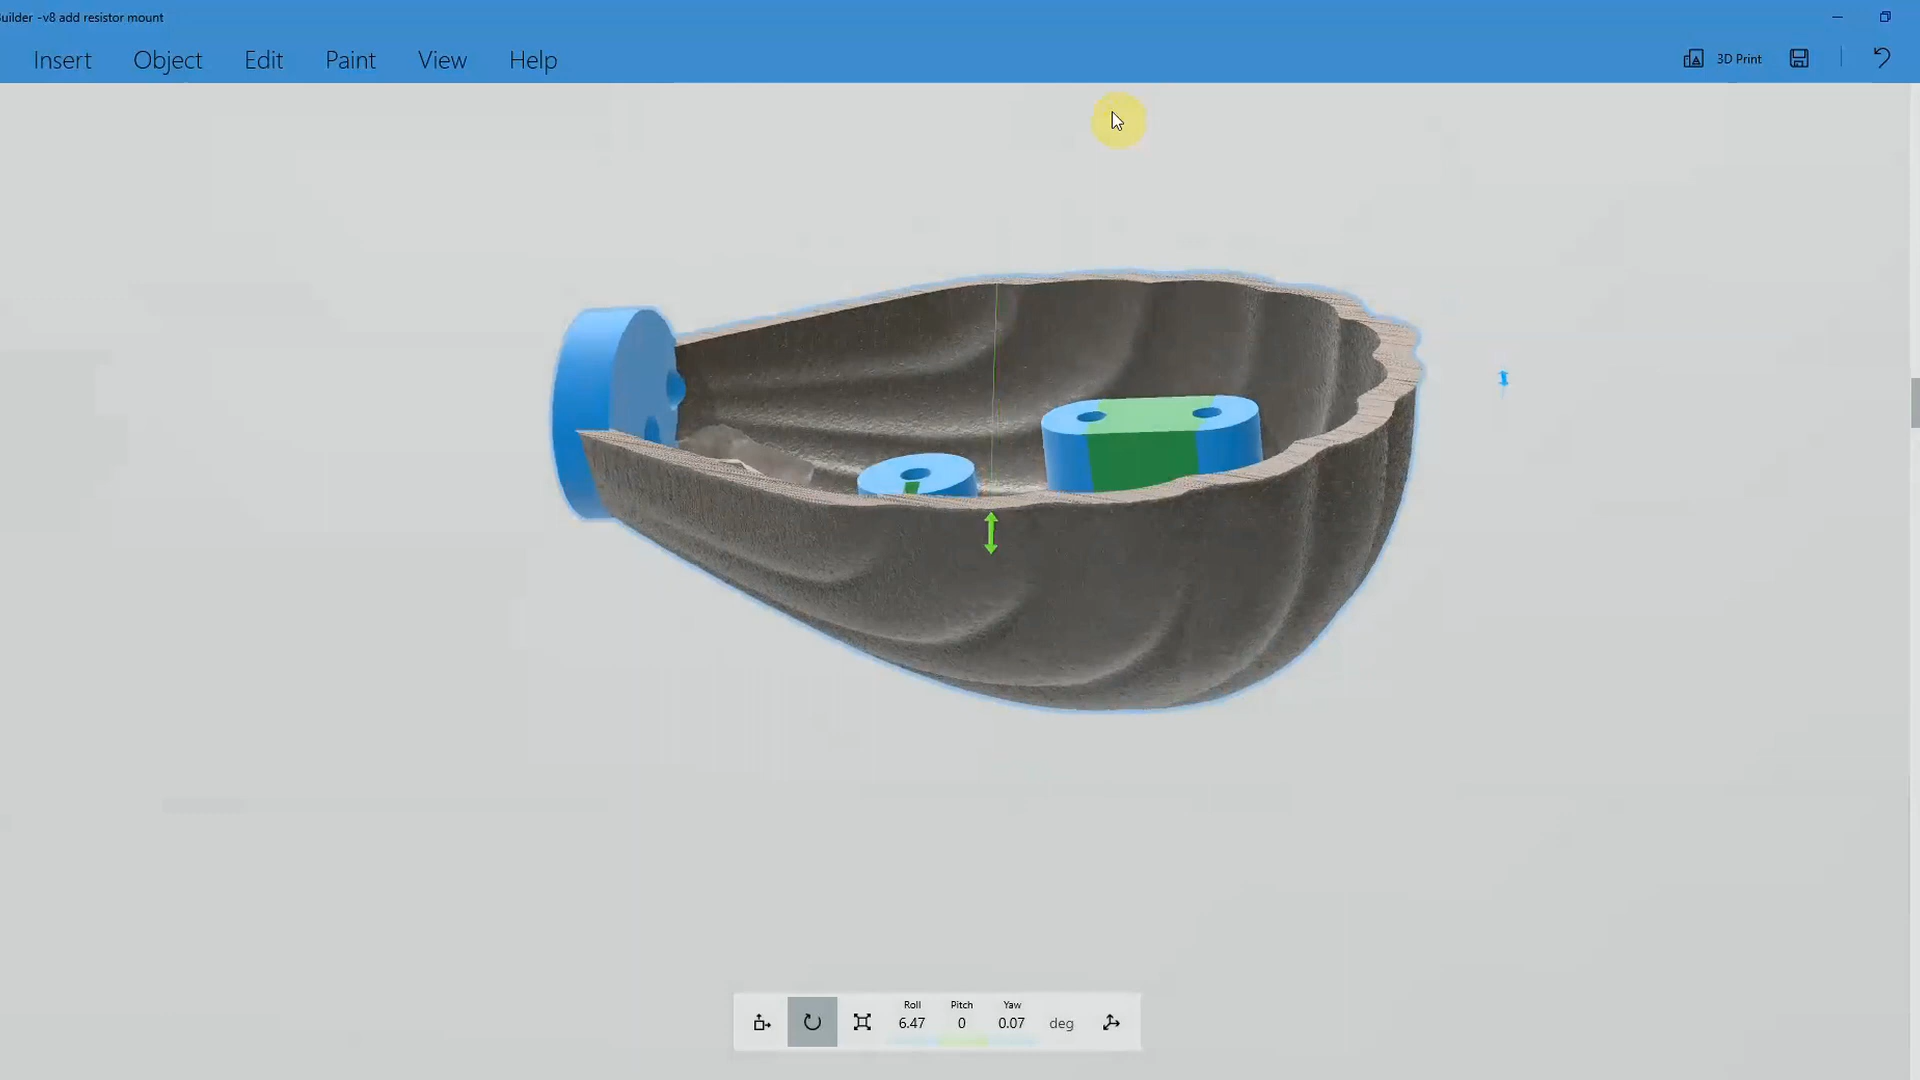 uilder -v8 add resistor mount
Insert Object Edit Paint View Help
3D Print
Roll Pitch Yaw
6.47 0 0.07 deg